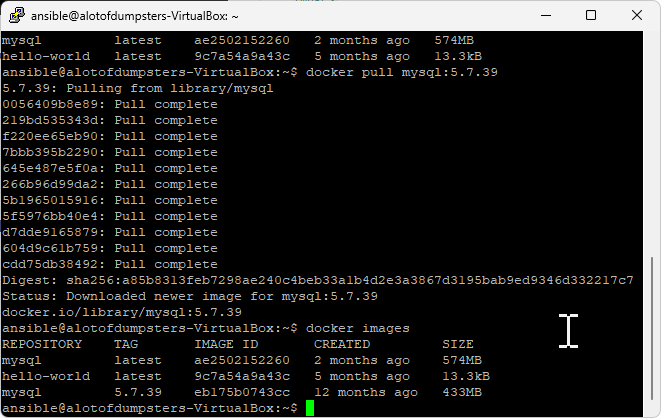 ansible@alotofdumpsters-VirtualBox: ~
mysql latest ae2502152260 2 months ago 574MB
hello-world latest 9c7a54a9a43c 5 months ago 13.3kB
ansible@alotofdumpsters-VirtualBox:~$ docker pull mysql:5.7.39
5.7.39: Pulling from library/mysql
0056409b8e89: Pull complete
219bd535343d: Pull complete
f220ee65eb90: Pull complete
7bbb395b2290: Pull complete
645e487e5f0a: Pull complete
266b96d99da2: Pull complete
5b1965015916: Pull complete
5f5976bb40e4: Pull complete
d7dde9165879: Pull complete
604d9c61b759: Pull complete
cdd75db38492: Pull complete
Digest: sha256:a85b8313feb7298ae240c4beb33a1b4d2e3a3867d3195bab9ed9346d332217c7
Status: Downloaded newer image for mysql:5.7.39
docker.io/library/mysql:5.7.39
ansible@alotofdumpsters-VirtualBox:~$ docker images
REPOSITORY TAG IMAGE ID CREATED SIZE
mysql latest ae2502152260 2 months ago 574MB
hello-world latest 9c7a54a9a43c 5 months ago 13.3kB
mysql 5.7.39 eb175b0743cc 12 months ago 433MB
ansible@alotofdumpsters-VirtualBox:~$